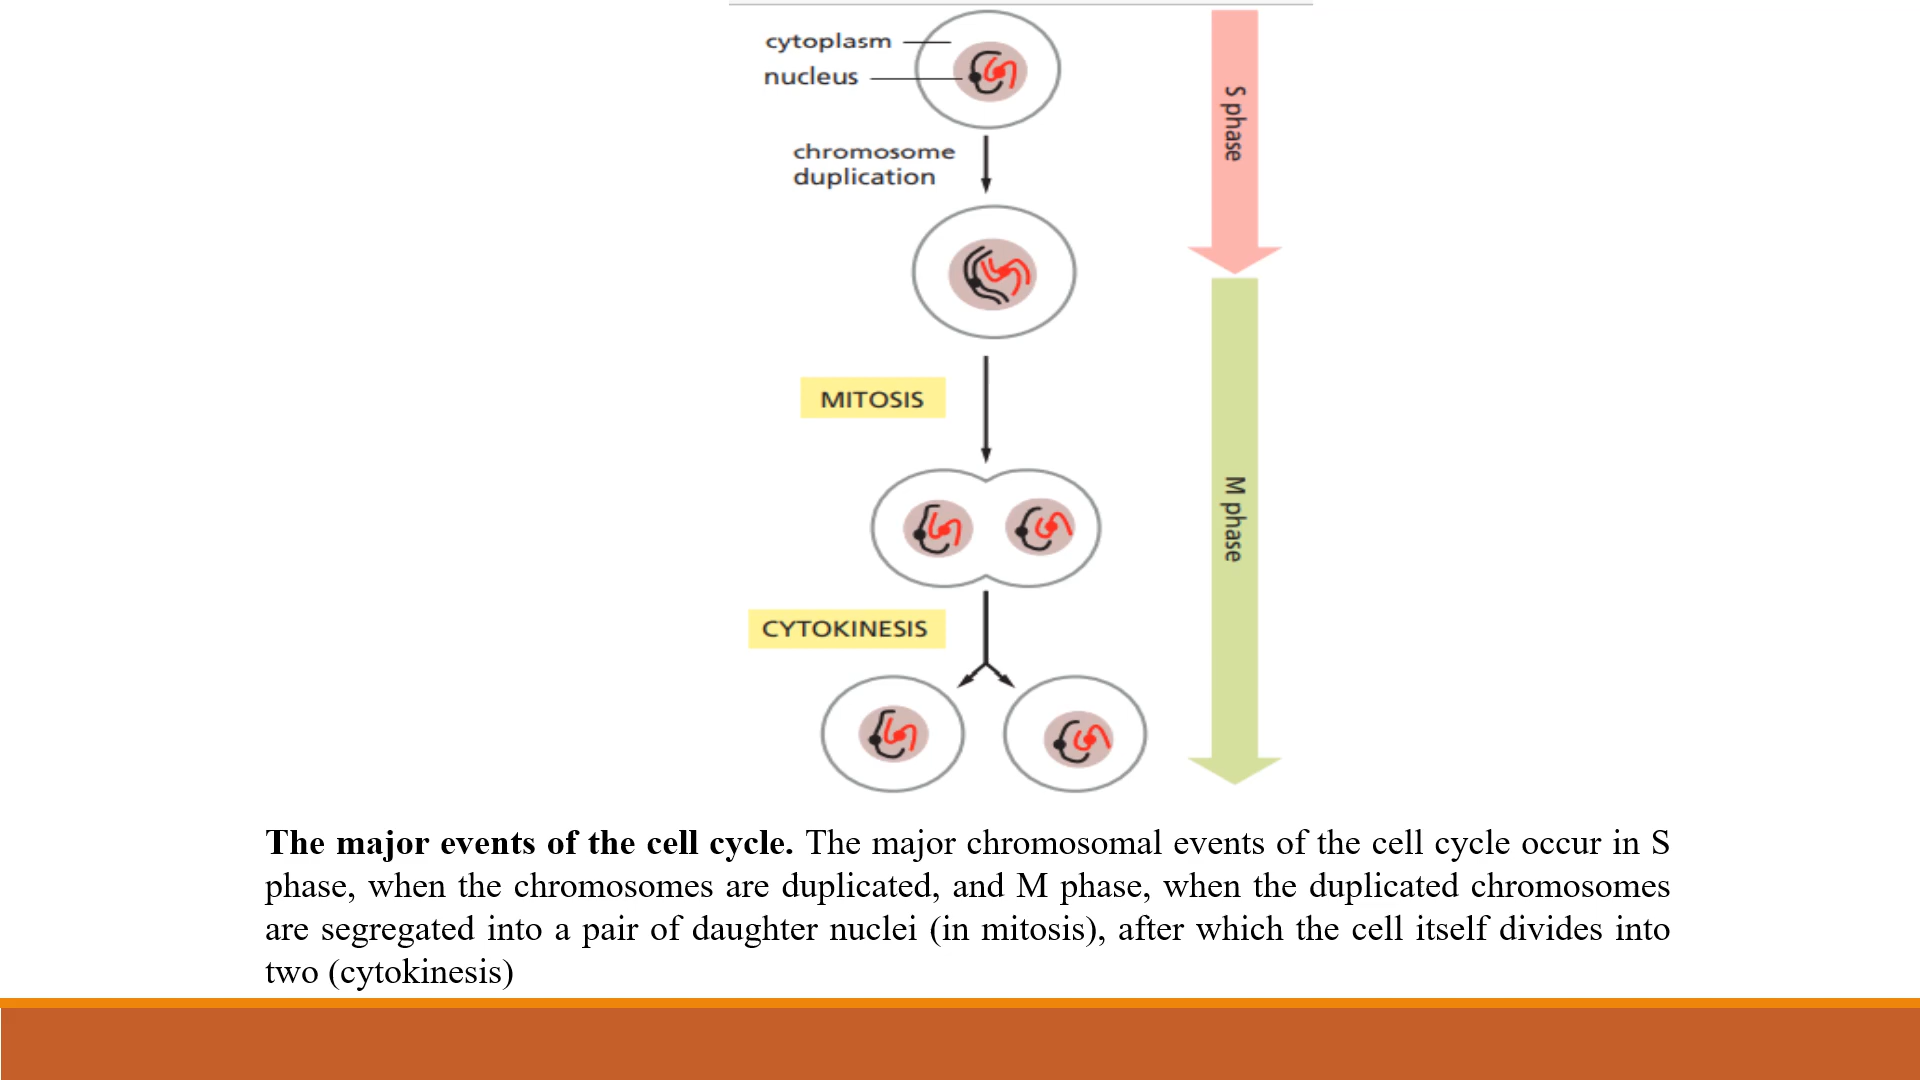 cytoplasm
nucleus
S phase
chromosome
duplication
MITOSIS
M phase
CYTOKINESIS
The major events of the cell cycle. The major chromosomal events of the cell cycle occur in S
phase, when the chromosomes are duplicated, and M phase, when the duplicated chromosomes
are segregated into a pair of daughter nuclei (in mitosis), after which the cell itself divides into
two (cytokinesis)